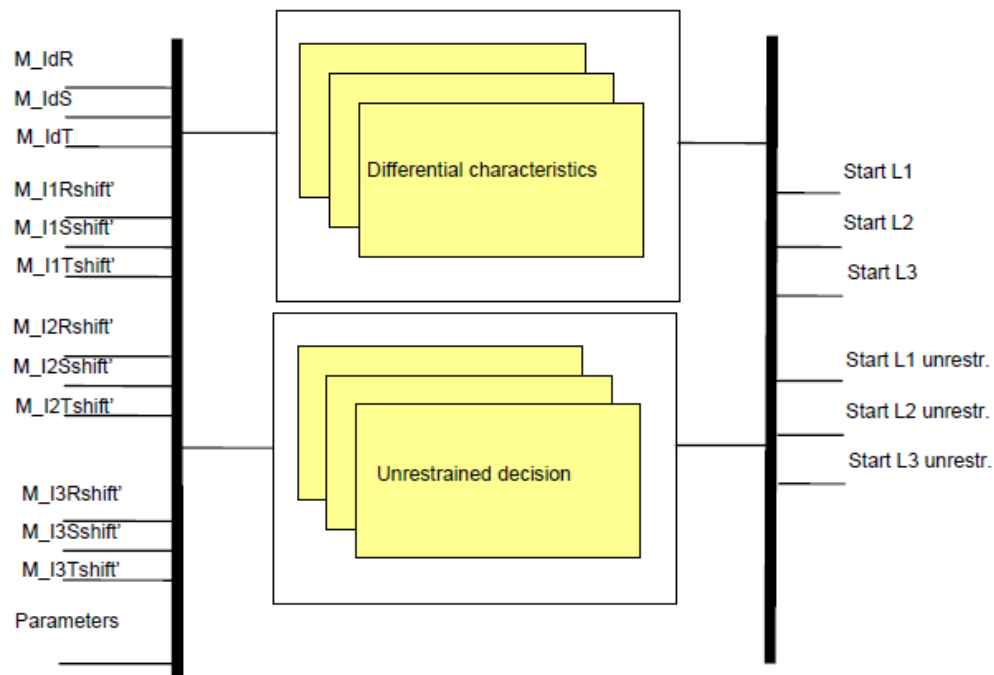 M_IdR
M_IdS
M_IdT
M_I1Rshift'
M_I1Sshift'
M_I1Tshift'
M_I2Rshift'
M_I2Sshift'
M_I2Tshift'
M_I3Rshift'
M_I3Sshift'
M_I3Tshift'
Parameters
Differential characteristics
Unrestrained decision
Start L1
Start L2
Start L3
Start L1 unrestr.
Start L2 unrestr.
Start L3 unrestr.